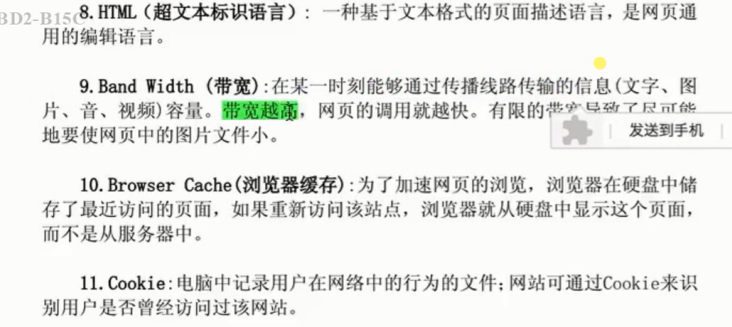 BD2-B15C
8.HTML（超文本标识语言）: 一种基于文本格式的页面描述语言，是网页通
用的编辑语言。
9.Band Width (带宽):在某一时刻能够通过传播线路传输的信息(文字、图
片、音、视频)容量。带宽越高，网页的调用就越快。有限的带宽导致了尽可能
地要使网页中的图片文件小。
发送到手机
10.Browser Cache(浏览器缓存):为了加速网页的浏览，浏览器在硬盘中储
存了最近访问的页面，如果重新访问该站点，浏览器就从硬盘中显示这个页面，
而不是从服务器中。
11.Cookie:电脑中记录用户在网络中的行为的文件;网站可通过Cookie来识
别用户是否曾经访问过该网站。